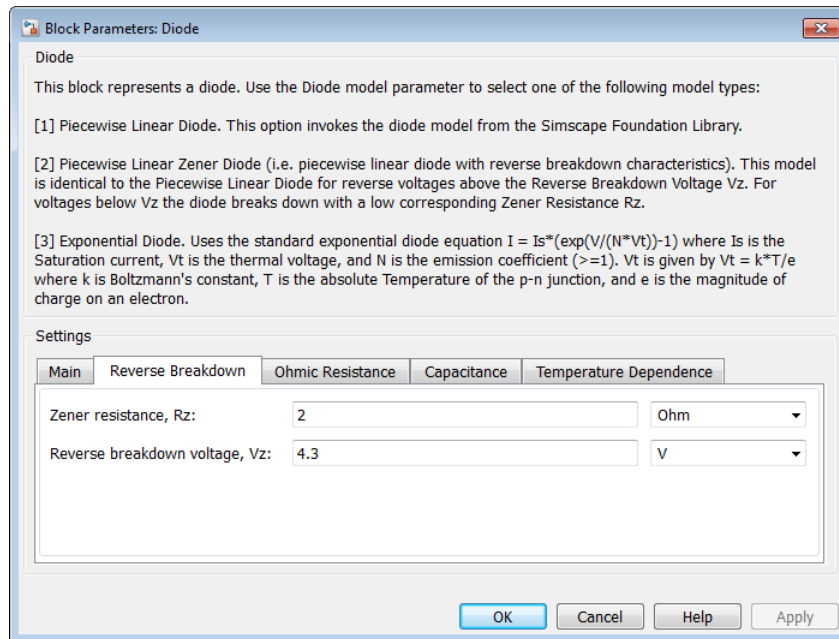 Block Parameters: Diode
Diode
This block represents a diode. Use the Diode model parameter to select one of the following model types:
[1] Piecewise Linear Diode. This option invokes the diode model from the Simscape Foundation Library.
[2] Piecewise Linear Zener Diode (i.e. piecewise linear diode with reverse breakdown characteristics). This model
is identical to the Piecewise Linear Diode for reverse voltages above the Reverse Breakdown Voltage Vz. For
voltages below Vz the diode breaks down with a low corresponding Zener Resistance Rz.
[3] Exponential Diode. Uses the standard exponential diode equation I = Is*(exp(V/(N*Vt))-1) where Is is the
Saturation current, Vt is the thermal voltage, and N is the emission coefficient (>=1). Vt is given by Vt = k*T/e
where k is Boltzmann's constant, T is the absolute Temperature of the p-n junction, and e is the magnitude of
charge on an electron.
Settings
Main Reverse Breakdown Ohmic Resistance Capacitance Temperature Dependence
Zener resistance, Rz: 2 Ohm
Reverse breakdown voltage, Vz: 4.3 V
OK Cancel Help Apply